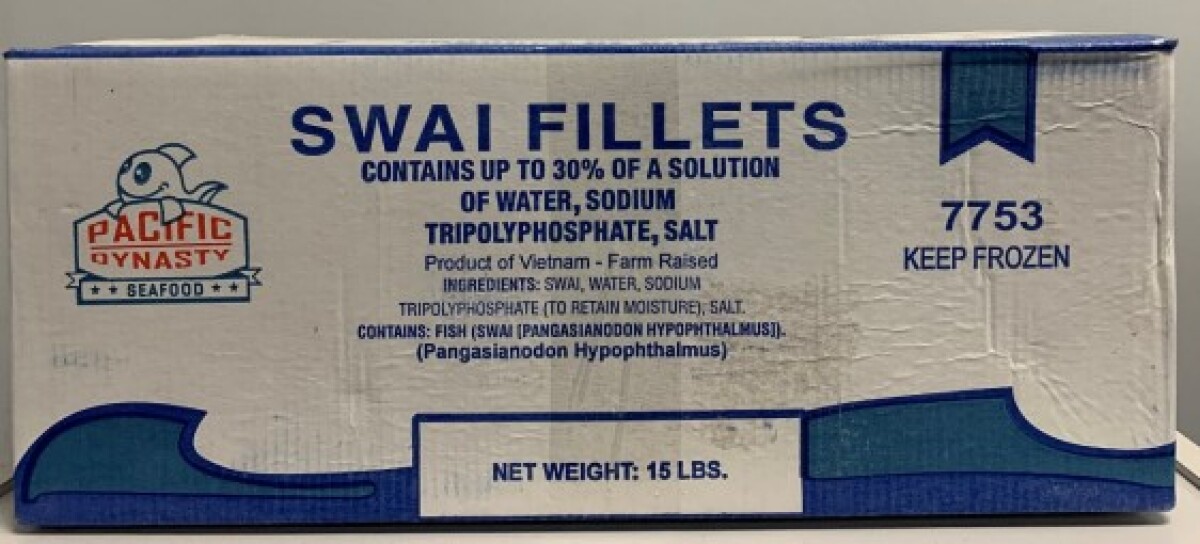 SWAI FILLETS
CONTAINS UP TO 30% OF A SOLUTION
OF WATER, SODIUM
TRIPOLYPHOSPHATE, SALT
Product of Vietnam - Farm Raised
INGREDIENTS: SWAI, WATER, SODIUM
TRIPOLYPHOSPHATE (TO RETAIN MOISTURE), SALT.
CONTAINS: FISH (SWAI [PANGASIANODON HYPOPHTHALMUS]).
(Pangasianodon Hypophthalmus)
PACIFIC
DYNASTY
SEAFOOD
7753
KEEP FROZEN
NET WEIGHT: 15 LBS.